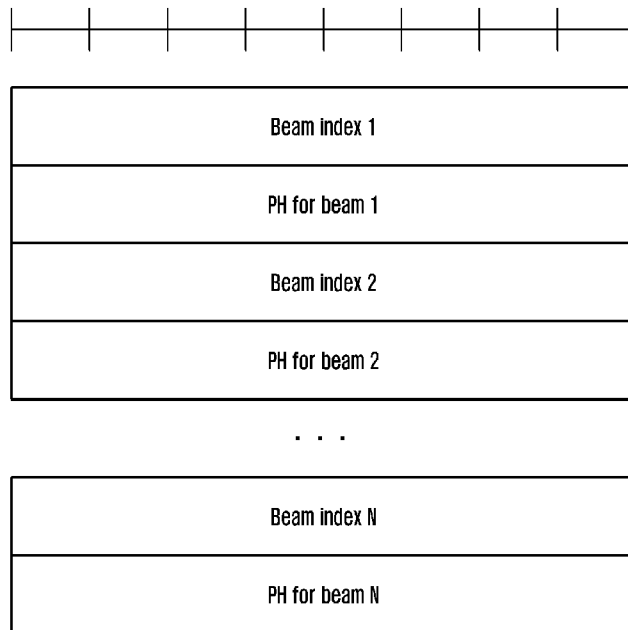 Beam index 1
PH for beam 1
Beam index 2
PH for beam 2
. . .
Beam index N
PH for beam N